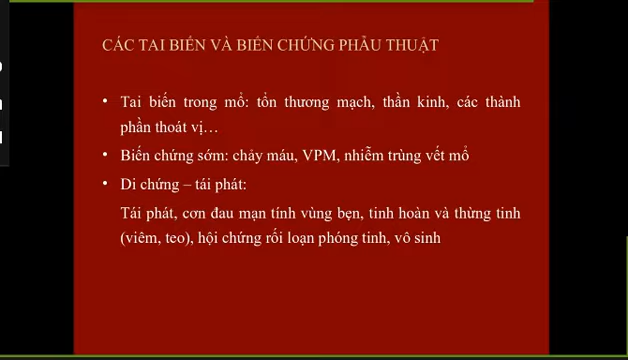 CÁC TAI BIẾN VÀ BIẾN CHỨNG PHẪU THUẬT
• Tai biến trong mổ: tổn thương mạch, thần kinh, các thành
phần thoát vị…
• Biến chứng sớm: chảy máu, VPM, nhiễm trùng vết mổ
• Di chứng – tái phát:
Tái phát, cơn đau mạn tính vùng bẹn, tinh hoàn và thừng tinh
(viêm, teo), hội chứng rối loạn phóng tinh, vô sinh